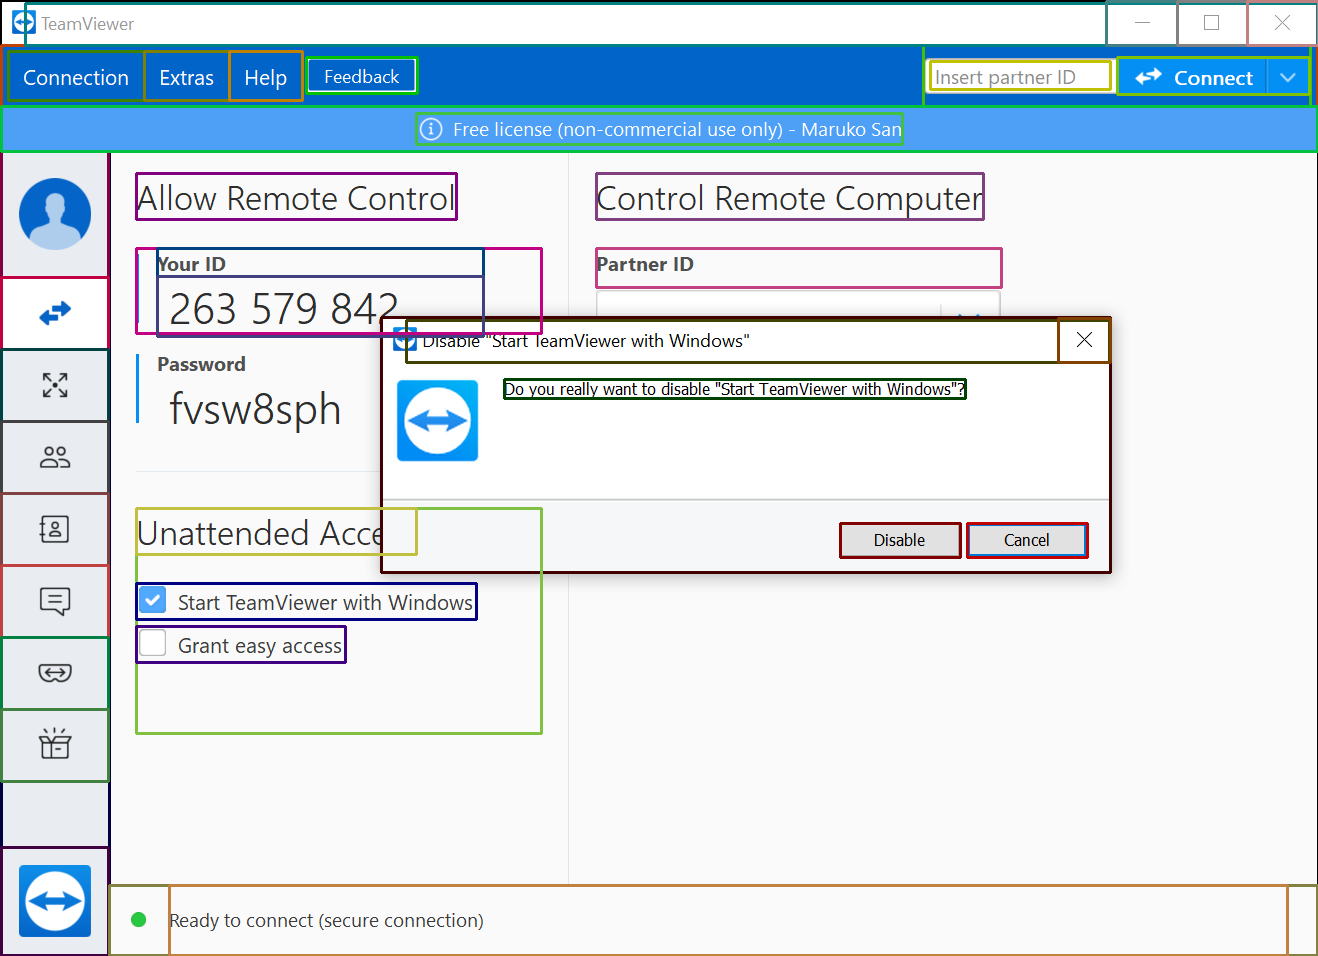 TeamViewer
Connection Extras Help Feedback Insert partner ID Connect
Free license (non-commercial use only) - Maruko San
Allow Remote Control
Control Remote Computer
Your ID
263 579 842
Partner ID
Password
fvsw8sph
Disable "Start TeamViewer with Windows"
Do you really want to disable "Start TeamViewer with Windows"?
Disable Cancel
Unattended Acce
Start TeamViewer with Windows
Grant easy access
Ready to connect (secure connection)